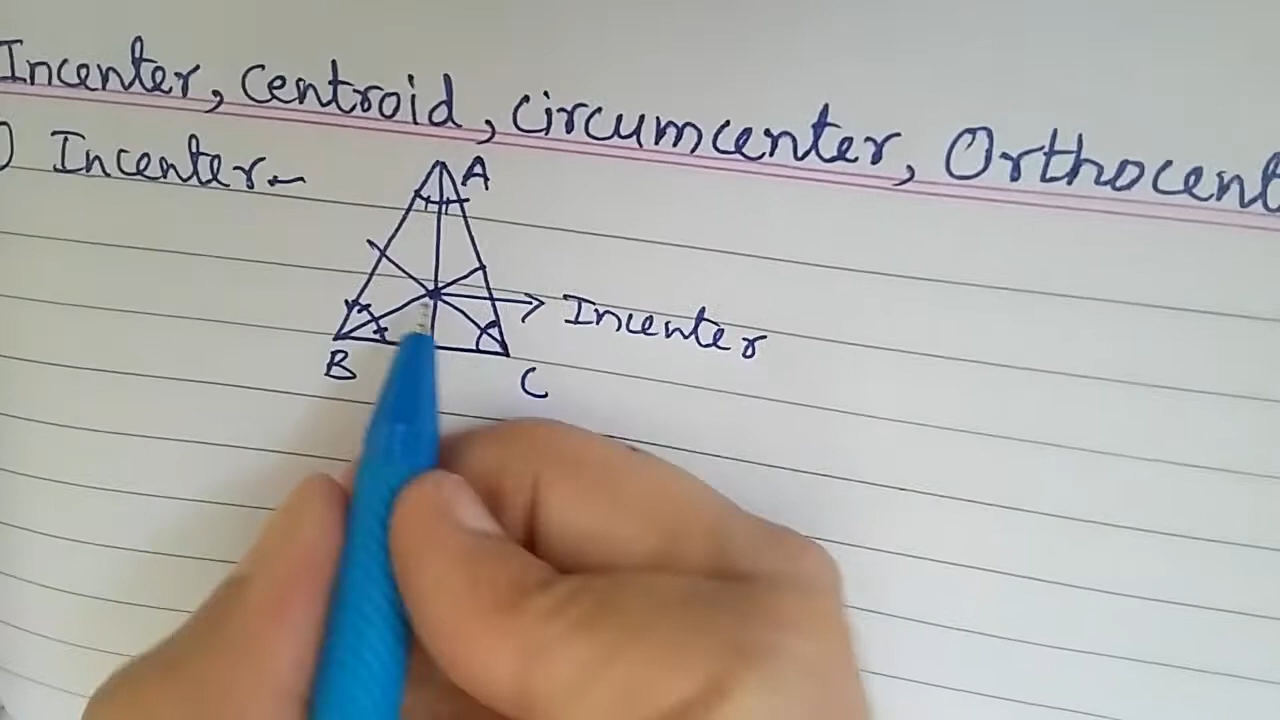 Incenter, centroid, circumcenter, Orthocent
) Incenter-
A
Incenter
B
C